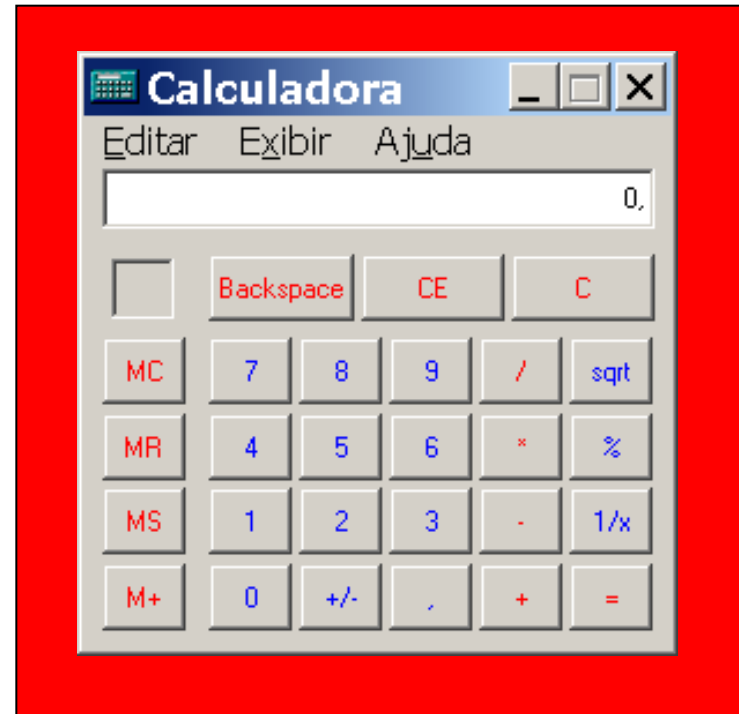 Calculadora
Editar Exibir Ajuda
0,
Backspace CE C
MC 7 8 9 / sqrt
MR 4 5 6 * %
MS 1 2 3 - 1/x
M+ 0 +/- , + =